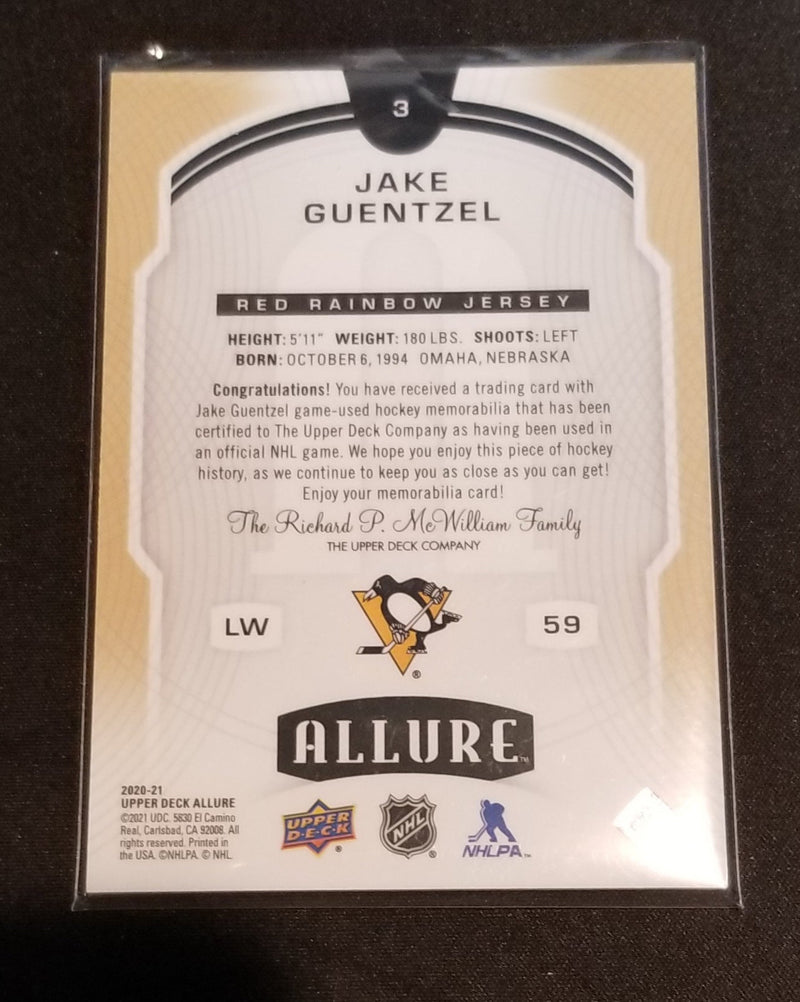 3
JAKE
GUENTZEL
RED RAINBOW JERSEY
HEIGHT: 5'11" WEIGHT: 180 LBS. SHOOTS: LEFT
BORN: OCTOBER 6, 1994 OMAHA, NEBRASKA
Congratulations! You have received a trading card with
Jake Guentzel game-used hockey memorabilia that has been
certified to The Upper Deck Company as having been used in
an official NHL game. We hope you enjoy this piece of hockey
history, as we continue to keep you as close as you can get!
Enjoy your memorabilia card!
The Richard P. McWilliam Family
THE UPPER DECK COMPANY
LW
59
®
ALLURE™
2020-21
UPPER DECK ALLURE
©2021 UDC. 5830 El Camino
Real, Carlsbad, CA 92008. All
rights reserved. Printed in
the USA. ©NHLPA. © NHL.
UPPER
D·E·C·K ®
NHL ®
NHLPA™